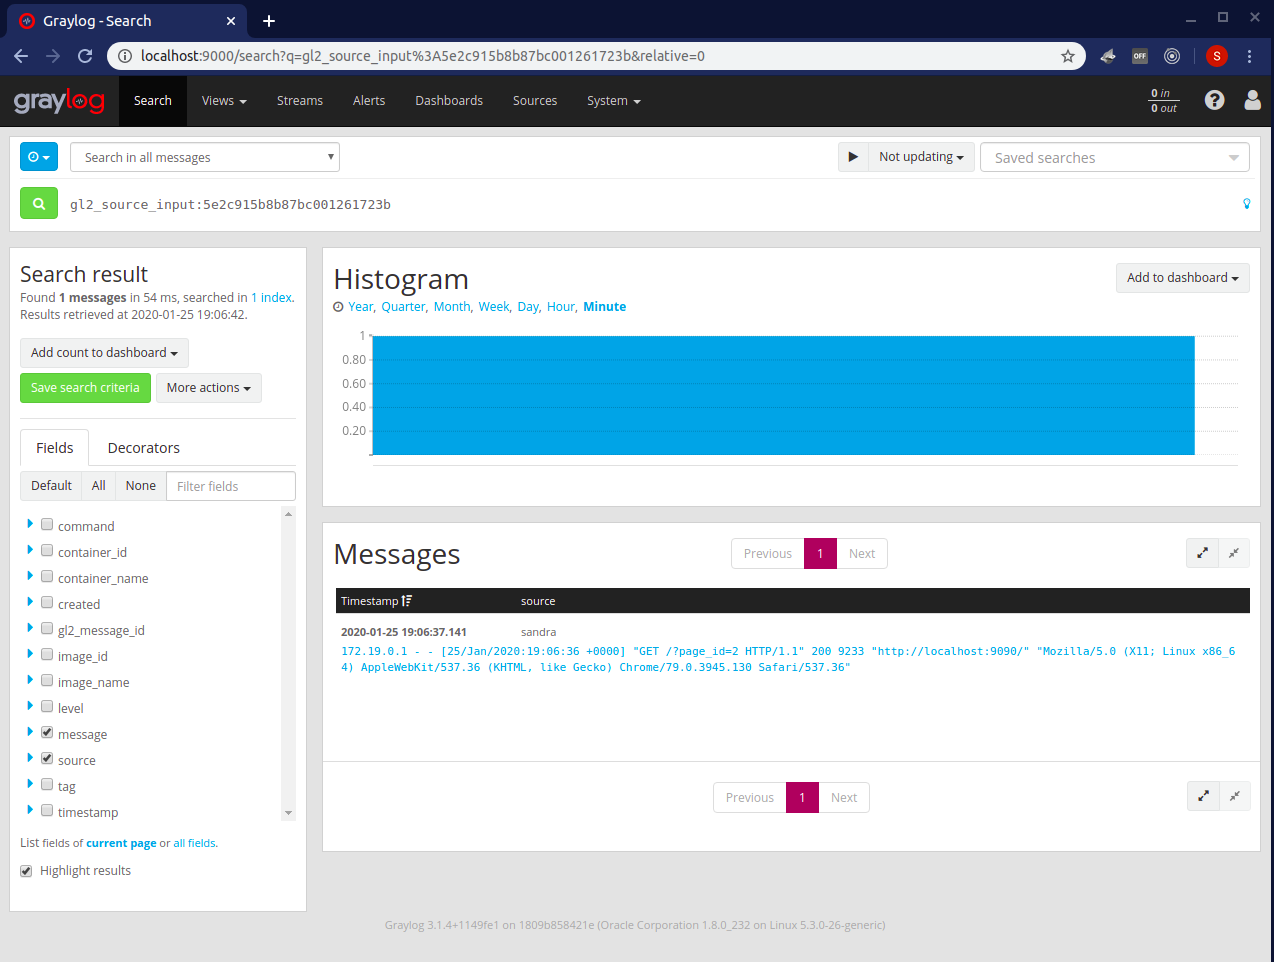 Graylog - Search
localhost:9000/search?q=gl2_source_input%3A5e2c915b8b87bc001261723b&relative=0
OFF
S
graylog
Search
Views
Streams
Alerts
Dashboards
Sources
System
0 in
0 out
Search in all messages
Not updating
Saved searches
gl2_source_input:5e2c915b8b87bc001261723b
Search result
Found 1 messages in 54 ms, searched in 1 index.
Results retrieved at 2020-01-25 19:06:42.
Add count to dashboard
Save search criteria
More actions
Fields
Decorators
Default
All
None
Filter fields
command
container_id
container_name
created
gl2_message_id
image_id
image_name
level
message
source
tag
timestamp
List fields of current page or all fields.
Highlight results
Histogram
Add to dashboard
Year, Quarter, Month, Week, Day, Hour, Minute
1
0.80
0.60
0.40
0.20
Messages
Previous
1
Next
Timestamp
source
2020-01-25 19:06:37.141
sandra
172.19.0.1 - - [25/Jan/2020:19:06:36 +0000] "GET /?page_id=2 HTTP/1.1" 200 9233 "http://localhost:9090/" "Mozilla/5.0 (X11; Linux x86_6
4) AppleWebKit/537.36 (KHTML, like Gecko) Chrome/79.0.3945.130 Safari/537.36"
Previous
1
Next
Graylog 3.1.4+1149fe1 on 1809b858421e (Oracle Corporation 1.8.0_232 on Linux 5.3.0-26-generic)